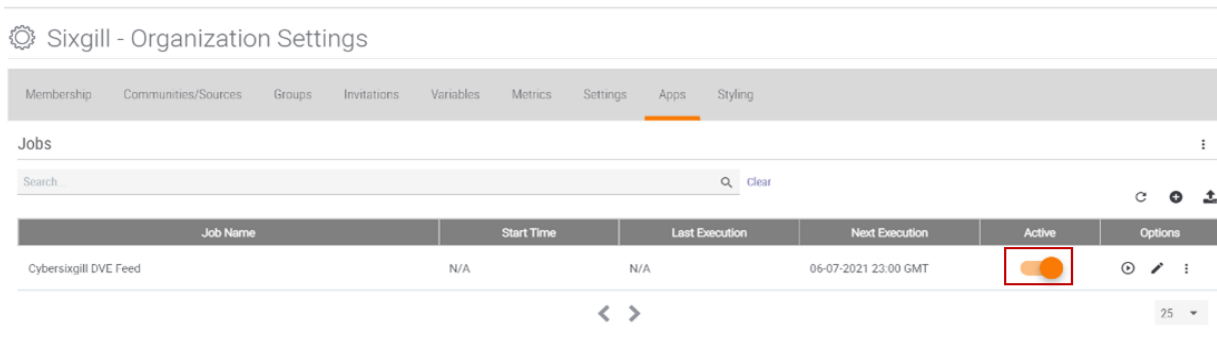 Sixgill - Organization Settings
Membership Communities/Sources Groups Invitations Variables Metrics Settings Apps Styling
Jobs
Search... Clear
Job Name Start Time Last Execution Next Execution Active Options
Cybersixgill DVE Feed N/A N/A 06-07-2021 23:00 GMT
25